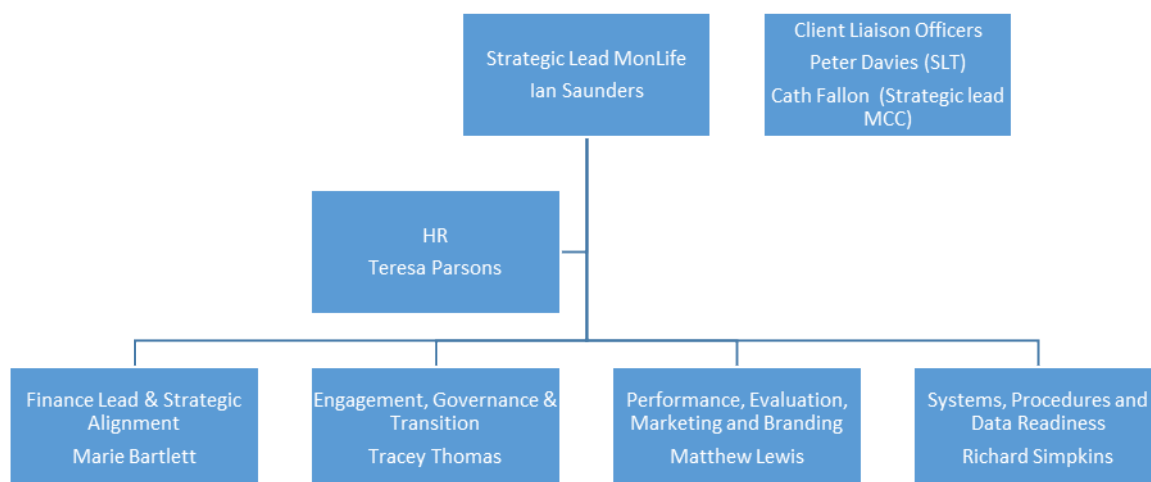 Strategic Lead MonLife
Ian Saunders
Client Liaison Officers
Peter Davies (SLT)
Cath Fallon  (Strategic lead
MCC)
HR
Teresa Parsons
Finance Lead & Strategic
Alignment
Marie Bartlett
Engagement, Governance &
Transition
Tracey Thomas
Performance, Evaluation,
Marketing and Branding
Matthew Lewis
Systems, Procedures and
Data Readiness
Richard Simpkins